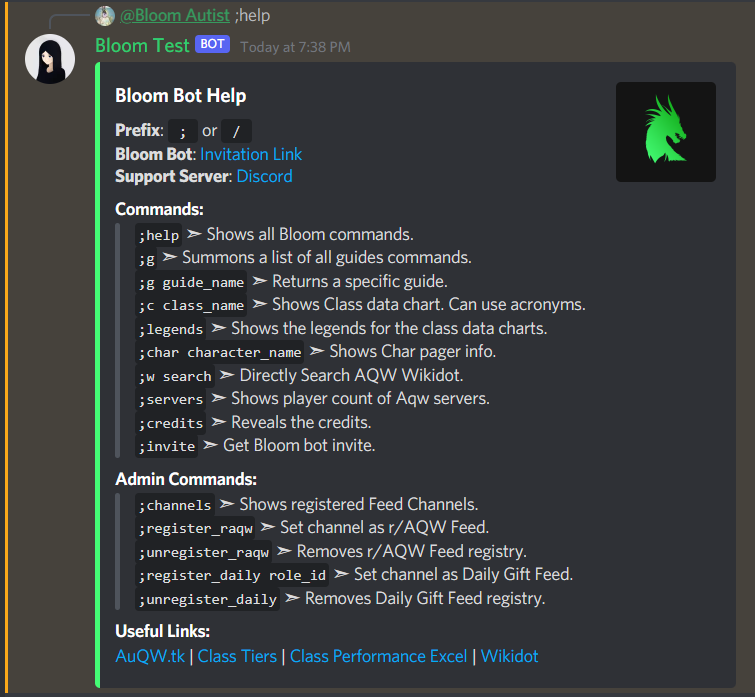 @Bloom Autist ;help
Bloom Test BOT Today at 7:38 PM
Bloom Bot Help
Prefix: ; or /
Bloom Bot: Invitation Link
Support Server: Discord
Commands:
;help ➣ Shows all Bloom commands.
;g ➣ Summons a list of all guides commands.
;g guide_name ➣ Returns a specific guide.
;c class_name ➣ Shows Class data chart. Can use acronyms.
;legends ➣ Shows the legends for the class data charts.
;char character_name ➣ Shows Char pager info.
;w search ➣ Directly Search AQW Wikidot.
;servers ➣ Shows player count of Aqw servers.
;credits ➣ Reveals the credits.
;invite ➣ Get Bloom bot invite.
Admin Commands:
;channels ➣ Shows registered Feed Channels.
;register_raqw ➣ Set channel as r/AQW Feed.
;unregister_raqw ➣ Removes r/AQW Feed registry.
;register_daily role_id ➣ Set channel as Daily Gift Feed.
;unregister_daily ➣ Removes Daily Gift Feed registry.
Useful Links:
AuQW.tk | Class Tiers | Class Performance Excel | Wikidot